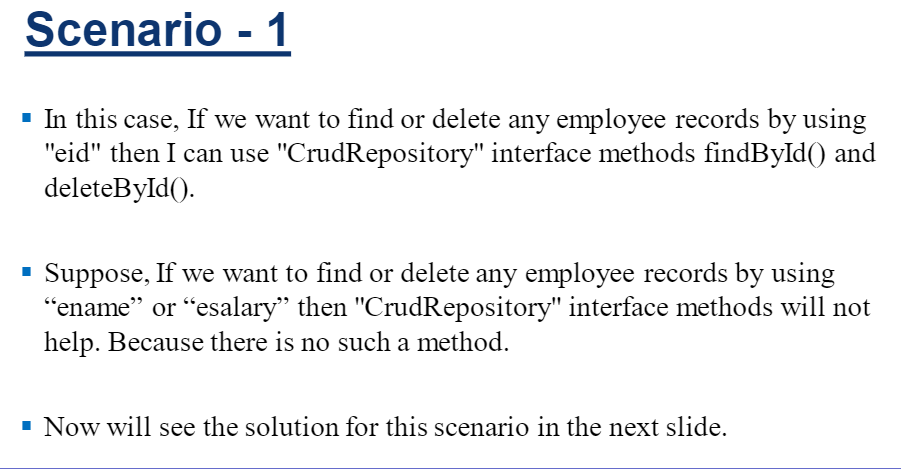 Scenario - 1
▪ In this case, If we want to find or delete any employee records by using
"eid" then I can use "CrudRepository" interface methods findById() and
deleteById().
▪ Suppose, If we want to find or delete any employee records by using
“ename” or “esalary” then "CrudRepository" interface methods will not
help. Because there is no such a method.
▪ Now will see the solution for this scenario in the next slide.